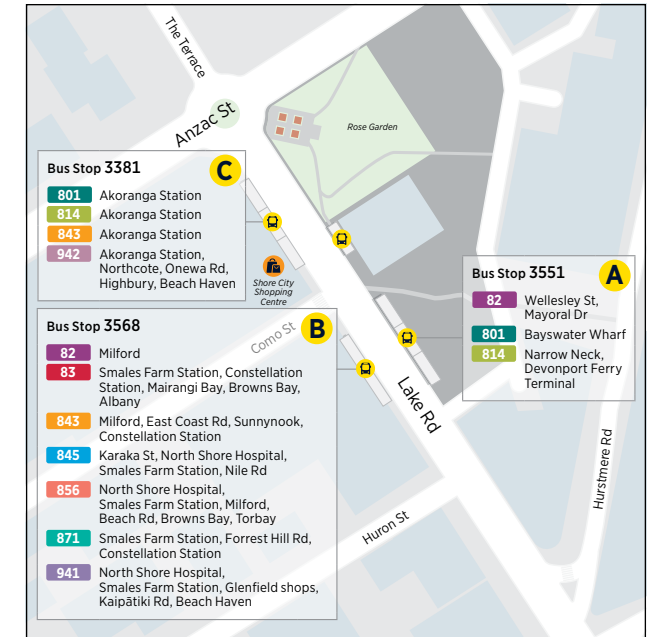 The Terrace
Anzac St
Rose Garden
Bus Stop 3381
C
801 Akoranga Station
814 Akoranga Station
843 Akoranga Station
942 Akoranga Station,
Northcote, Onewa Rd,
Highbury, Beach Haven
Shore City
Shopping
Centre
Bus Stop 3551
A
82 Wellesley St,
Mayoral Dr
801 Bayswater Wharf
814 Narrow Neck,
Devonport Ferry
Terminal
Bus Stop 3568
B
Como St
82 Milford
83 Smales Farm Station, Constellation
Station, Mairangi Bay, Browns Bay,
Albany
843 Milford, East Coast Rd, Sunnynook,
Constellation Station
845 Karaka St, North Shore Hospital,
Smales Farm Station, Nile Rd
856 North Shore Hospital,
Smales Farm Station, Milford,
Beach Rd, Browns Bay, Torbay
871 Smales Farm Station, Forrest Hill Rd,
Constellation Station
941 North Shore Hospital,
Smales Farm Station, Glenfield shops,
Kaipātiki Rd, Beach Haven
Lake Rd
Huron St
Hurstmere Rd